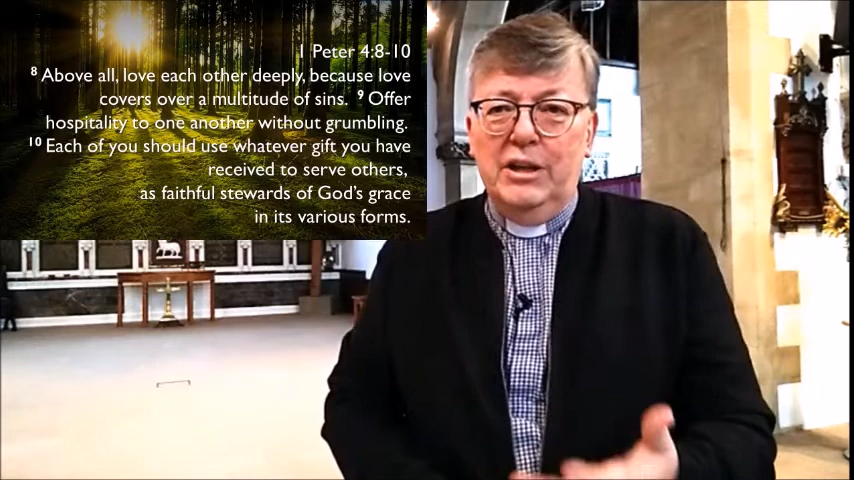 1 Peter 4:8-10
8 Above all, love each other deeply, because love
covers over a multitude of sins. 9 Offer
hospitality to one another without grumbling.
10 Each of you should use whatever gift you have
received to serve others,
as faithful stewards of God's grace
in its various forms.